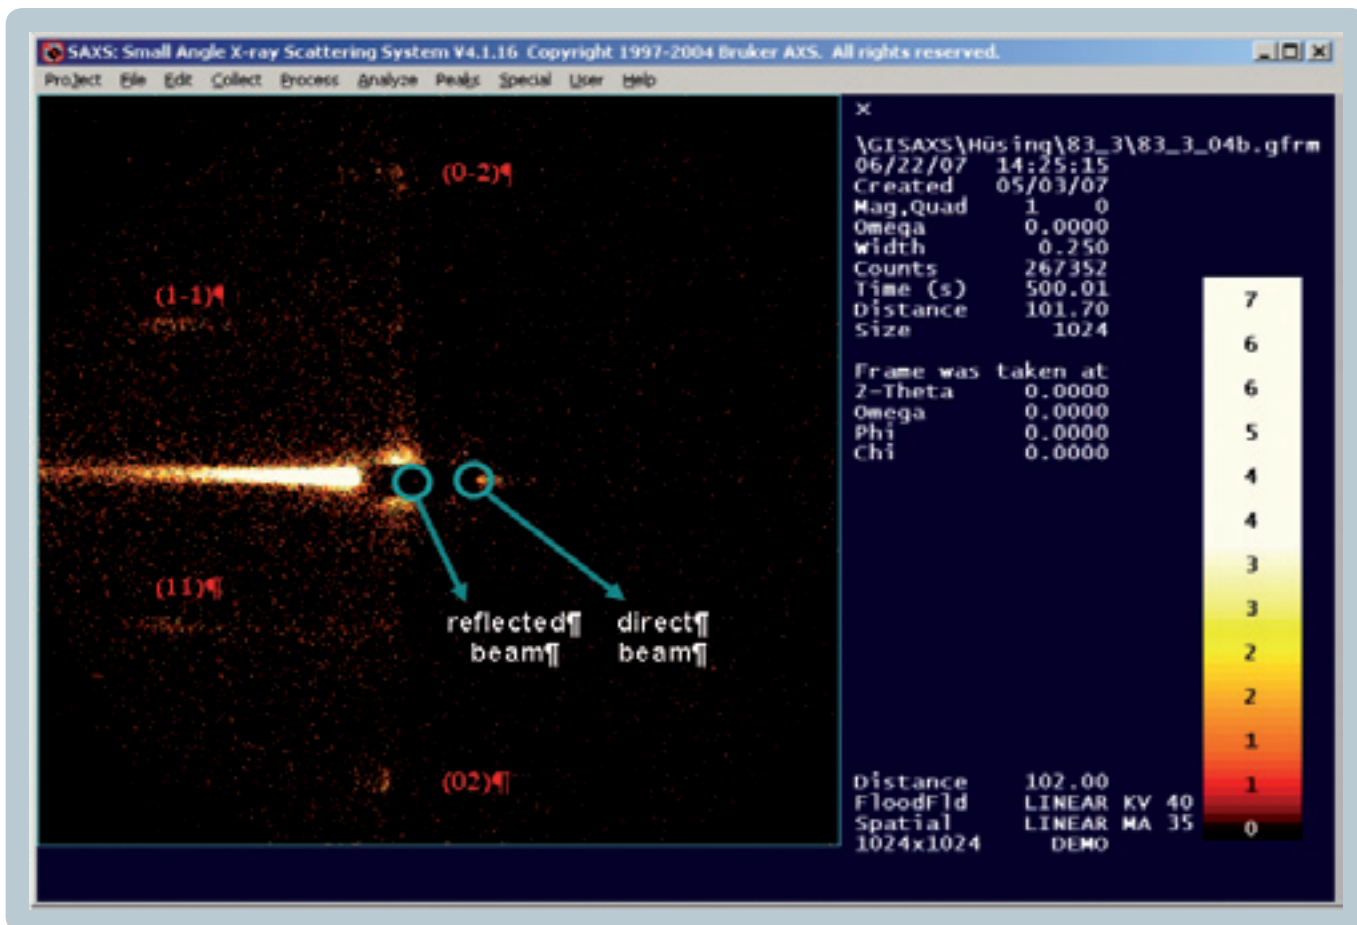 SAXS: Small Angle X-ray Scattering System V4.1.16 Copyright 1997-2004 Bruker AXS. All rights reserved.
Project File Edit Collect Process Analyze Peaks Special User Help
(0-2)¶
(1-1)¶
(11)¶
reflected¶ direct¶
beam¶ beam¶
(02)¶
×
\GISAXS\Hüsing\83_3\83_3_04b.gfrm
06/22/07 14:25:15
Created 05/03/07
Mag.Quad 1 0
Omega 0.0000
Width 0.250
Counts 267352
Time (s) 500.01
Distance 101.70
Size 1024
Frame was taken at
2-Theta 0.0000
Omega 0.0000
Phi 0.0000
Chi 0.0000
Distance 102.00
FloodFld LINEAR KV 40
Spatial LINEAR MA 35
1024x1024 DEMO
7
6
6
5
4
4
3
3
2
2
1
1
0